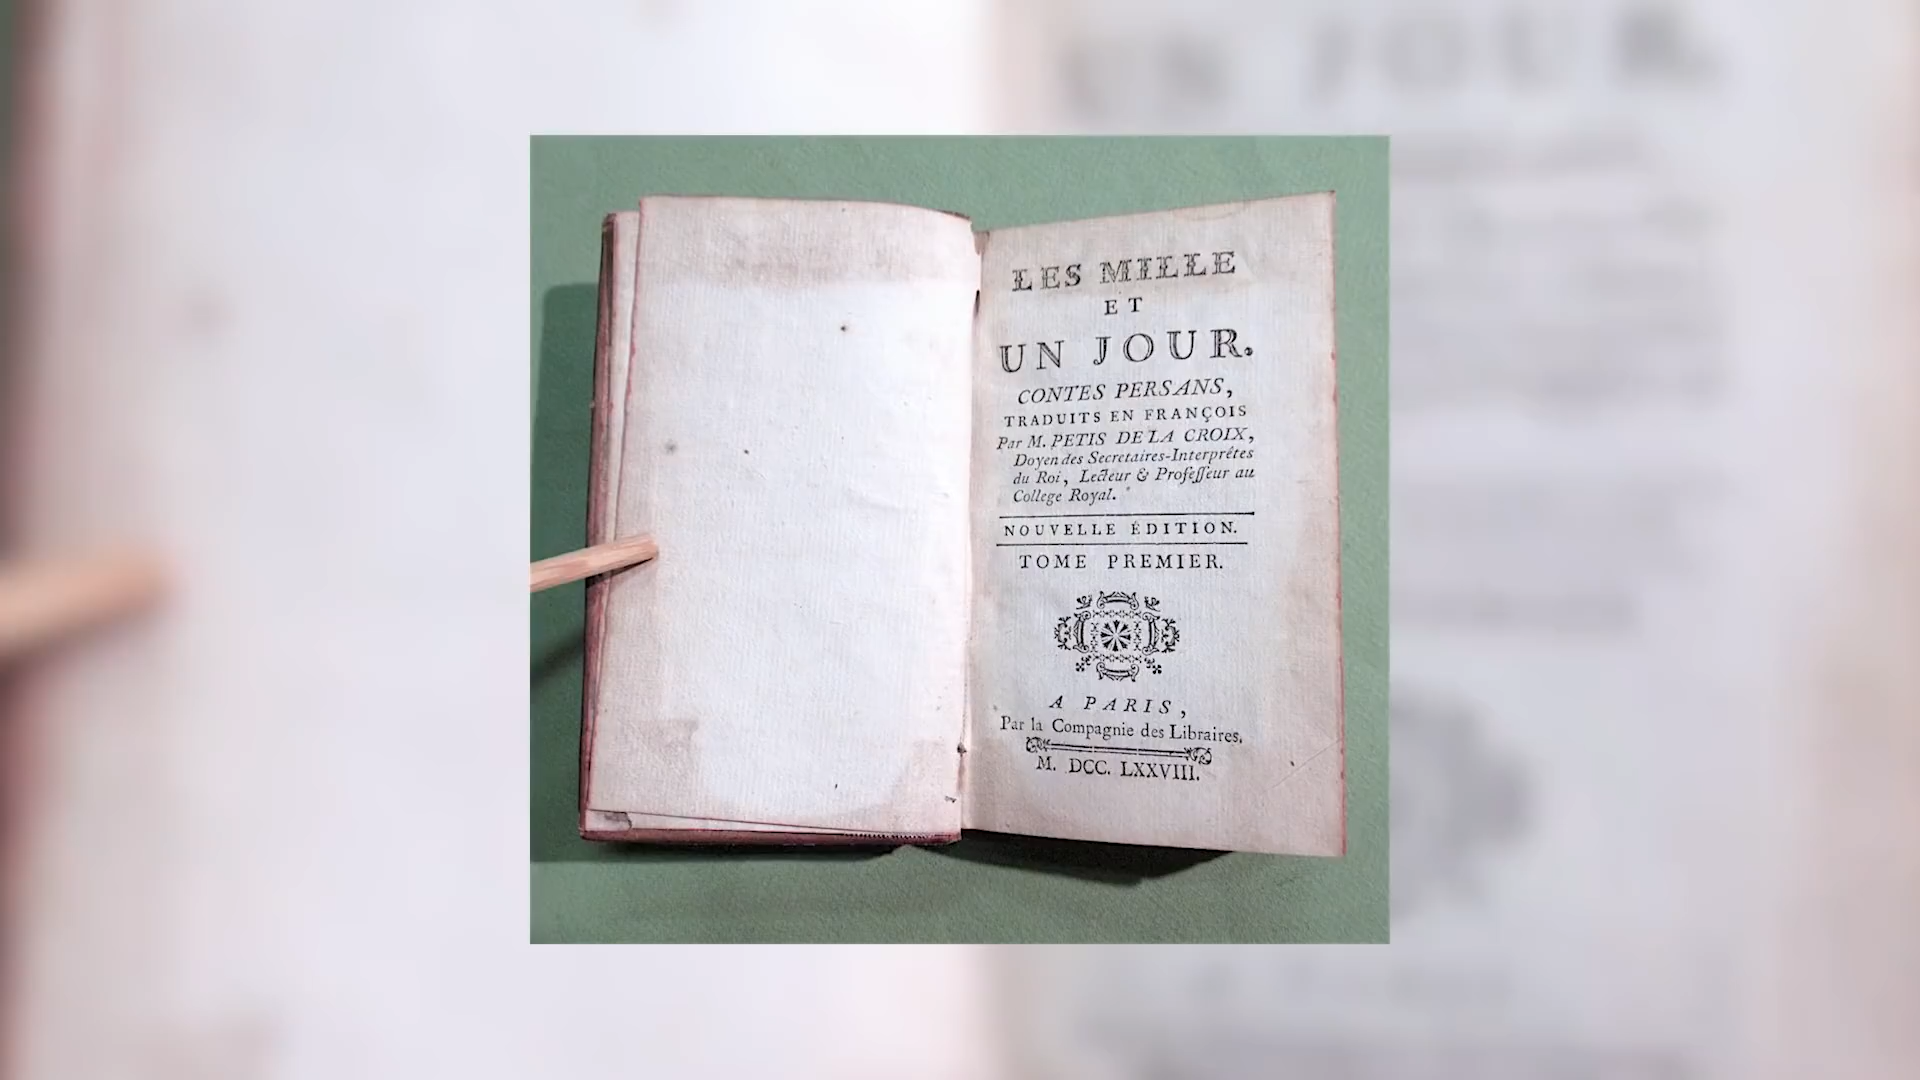 LES MILLE
ET
UN JOUR.
CONTES PERSANS,
TRADUITS EN FRANÇOIS
Par M. PETIS DE LA CROIX,
Doyen des Secretaires-Interprêtes
du Roi, Lecteur & Professeur au
College Royal.
NOUVELLE ÉDITION.
TOME PREMIER.
A PARIS,
Par la Compagnie des Libraires.
M. DCC. LXXVIII.